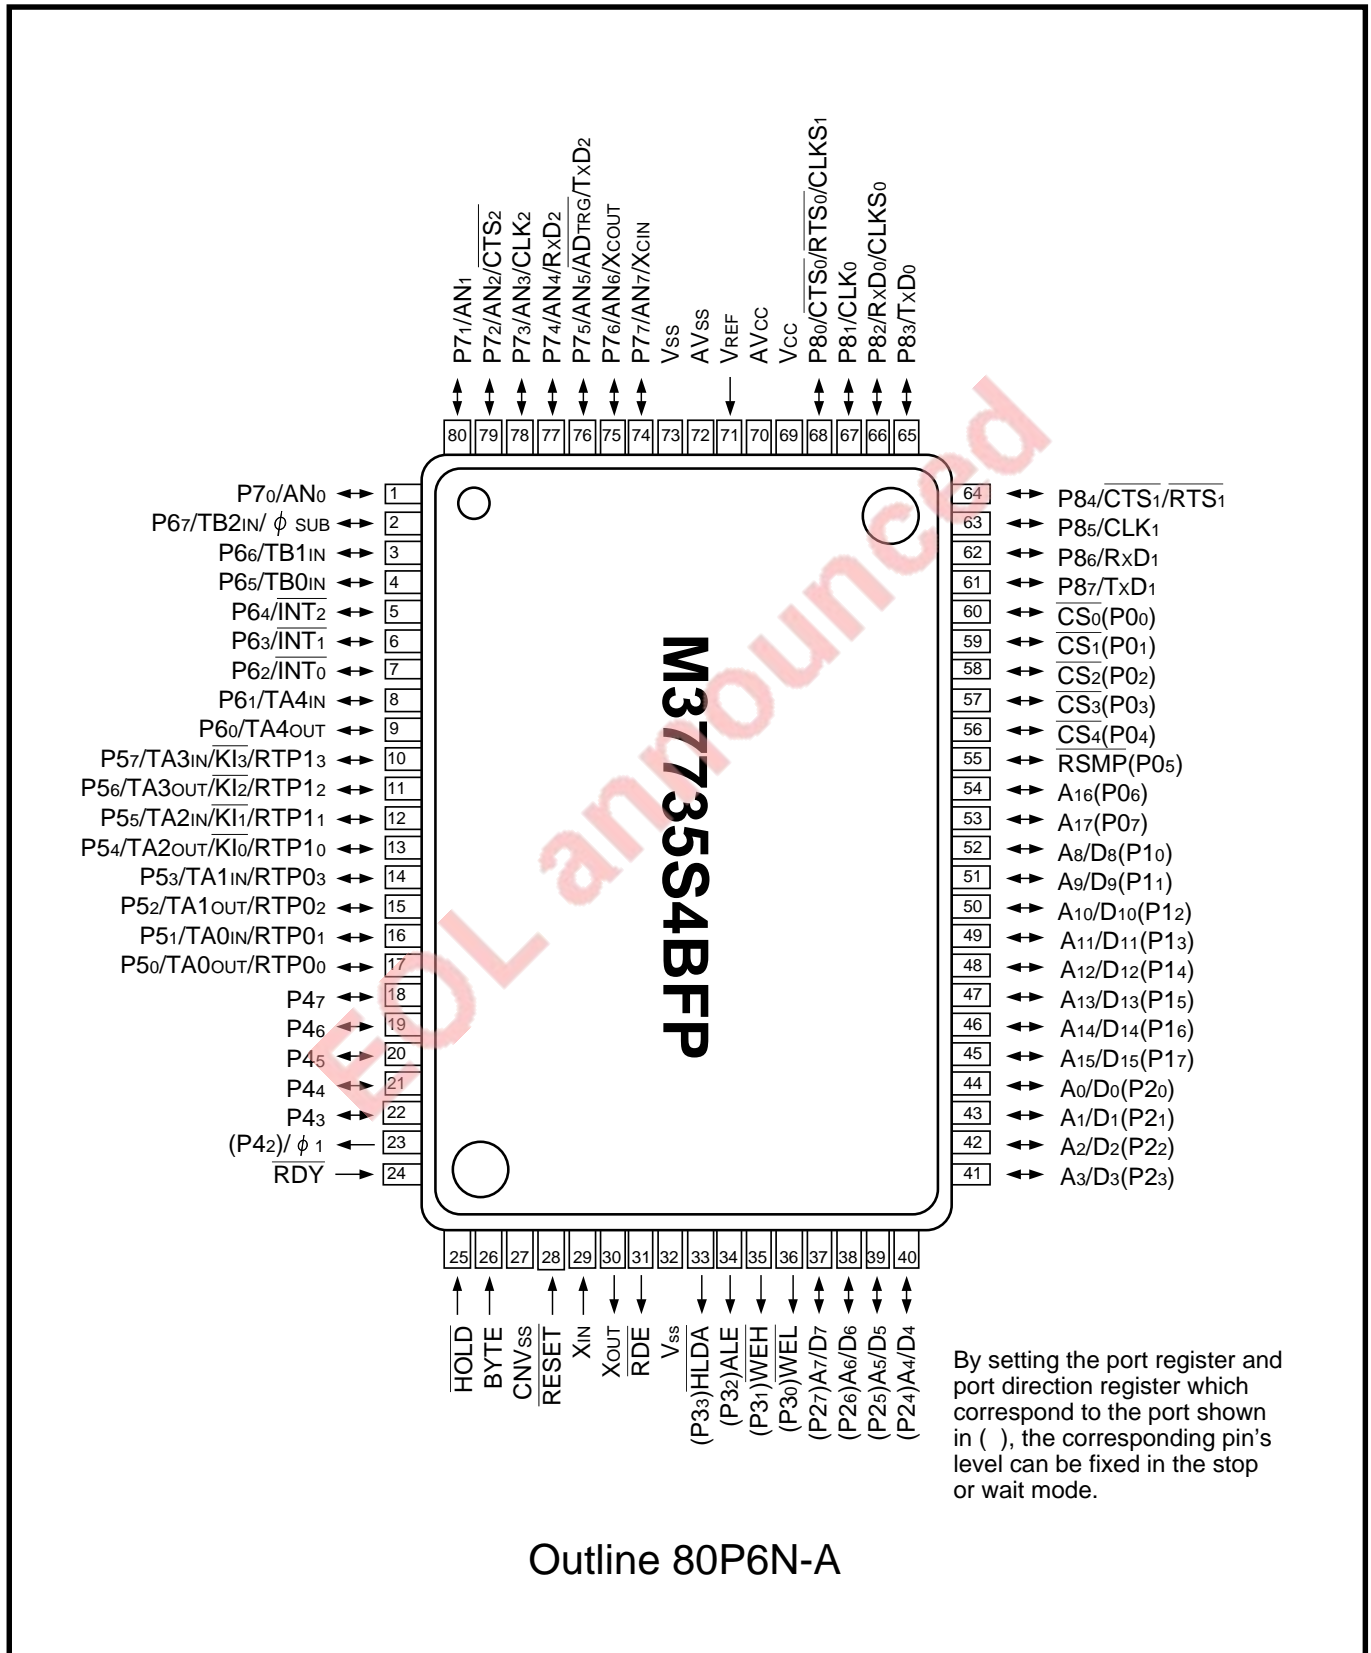 P71/AN1
P72/AN2/CTS2
P73/AN3/CLK2
P74/AN4/RXD2
P75/AN5/ADTRG/TXD2
P76/AN6/XCOUT
P77/AN7/XCIN
VSS
AVSS
VREF
AVCC
VCC
P80/CTS0/RTS0/CLKS1
P81/CLK0
P82/RXD0/CLKS0
P83/TXD0
80 79 78 77 76 75 74 73 72 71 70 69 68 67 66 65
P70/AN0 1
P67/TB2IN/ ϕ SUB 2
P66/TB1IN 3
P65/TB0IN 4
P64/INT2 5
P63/INT1 6
P62/INT0 7
P61/TA4IN 8
P60/TA4OUT 9
P57/TA3IN/KI3/RTP13 10
P56/TA3OUT/KI2/RTP12 11
P55/TA2IN/KI1/RTP11 12
P54/TA2OUT/KI0/RTP10 13
P53/TA1IN/RTP03 14
P52/TA1OUT/RTP02 15
P51/TA0IN/RTP01 16
P50/TA0OUT/RTP00 17
P47 18
P46 19
P45 20
P44 21
P43 22
(P42)/ ϕ 1 23
RDY 24
M37735S4BFP
EOL announced
64 P84/CTS1/RTS1
63 P85/CLK1
62 P86/RXD1
61 P87/TXD1
60 CS0(P00)
59 CS1(P01)
58 CS2(P02)
57 CS3(P03)
56 CS4(P04)
55 RSMP(P05)
54 A16(P06)
53 A17(P07)
52 A8/D8(P10)
51 A9/D9(P11)
50 A10/D10(P12)
49 A11/D11(P13)
48 A12/D12(P14)
47 A13/D13(P15)
46 A14/D14(P16)
45 A15/D15(P17)
44 A0/D0(P20)
43 A1/D1(P21)
42 A2/D2(P22)
41 A3/D3(P23)
25 26 27 28 29 30 31 32 33 34 35 36 37 38 39 40
HOLD
BYTE
CNVSS
RESET
XIN
XOUT
RDE
Vss
(P33)HLDA
(P32)ALE
(P31)WEH
(P30)WEL
(P27)A7/D7
(P26)A6/D6
(P25)A5/D5
(P24)A4/D4
By setting the port register and
port direction register which
correspond to the port shown
in ( ), the corresponding pin's
level can be fixed in the stop
or wait mode.
Outline 80P6N-A